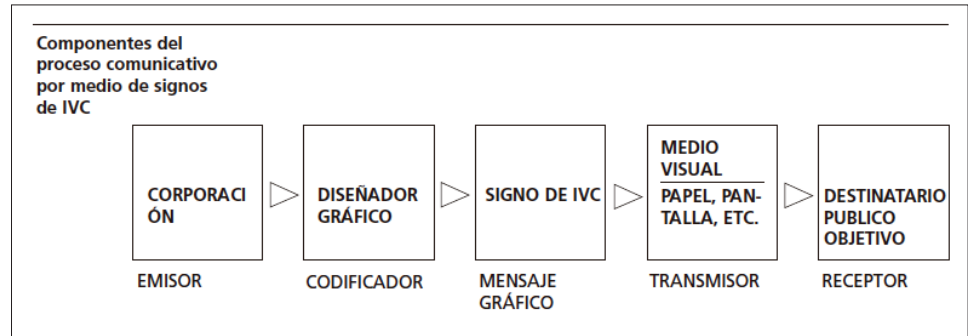 Componentes del
proceso comunicativo
por medio de signos
de IVC
CORPORACI
ÓN
DISEÑADOR
GRÁFICO
SIGNO DE IVC
MEDIO
VISUAL
PAPEL, PAN-
TALLA, ETC.
DESTINATARIO
PUBLICO
OBJETIVO
EMISOR
CODIFICADOR
MENSAJE
GRÁFICO
TRANSMISOR
RECEPTOR